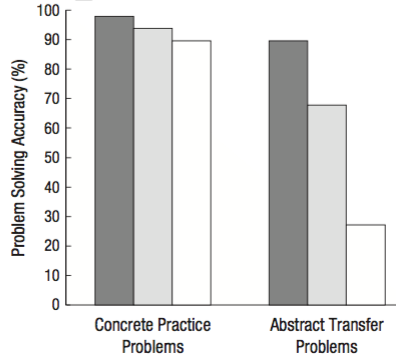 Problem Solving Accuracy (%)
100
90
80
70
60
50
40
30
20
10
0
Concrete Practice
Problems
Abstract Transfer
Problems